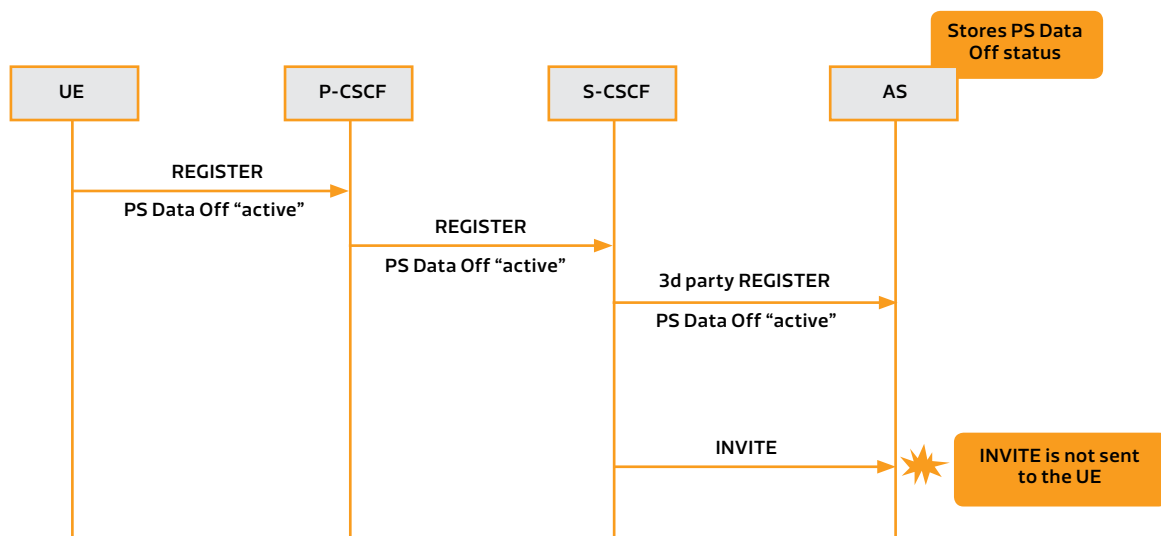 Stores PS Data
Off status
UE
P-CSCF
S-CSCF
AS
REGISTER
PS Data Off “active”
REGISTER
PS Data Off “active”
3d party REGISTER
PS Data Off “active”
INVITE
INVITE is not sent
to the UE